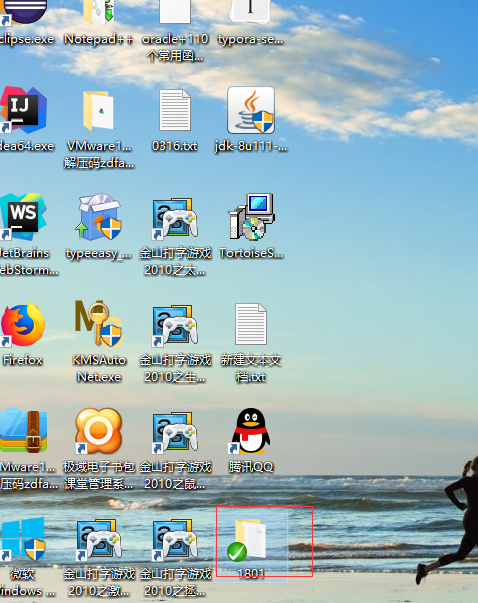 clipse.exe
Notepad++
oracle+110
个常用函...
typora-se...
dea64.exe
VMware1...
解压码zdfa...
0316.txt
jdk-8u111-...
JetBrains
ebStorm...
typeeasy_...
金山打字游戏
2010之太...
TortoiseS...
Firefox
KMSAuto
Net.exe
金山打字游戏
2010之生...
新建文本文
档.txt
Mware1...
压码zdfa...
极域电子书包
课堂管理系...
金山打字游戏
2010之鼠...
腾讯QQ
微软
indows ...
金山打字游戏
2010之激...
金山打字游戏
2010之拯...
1801